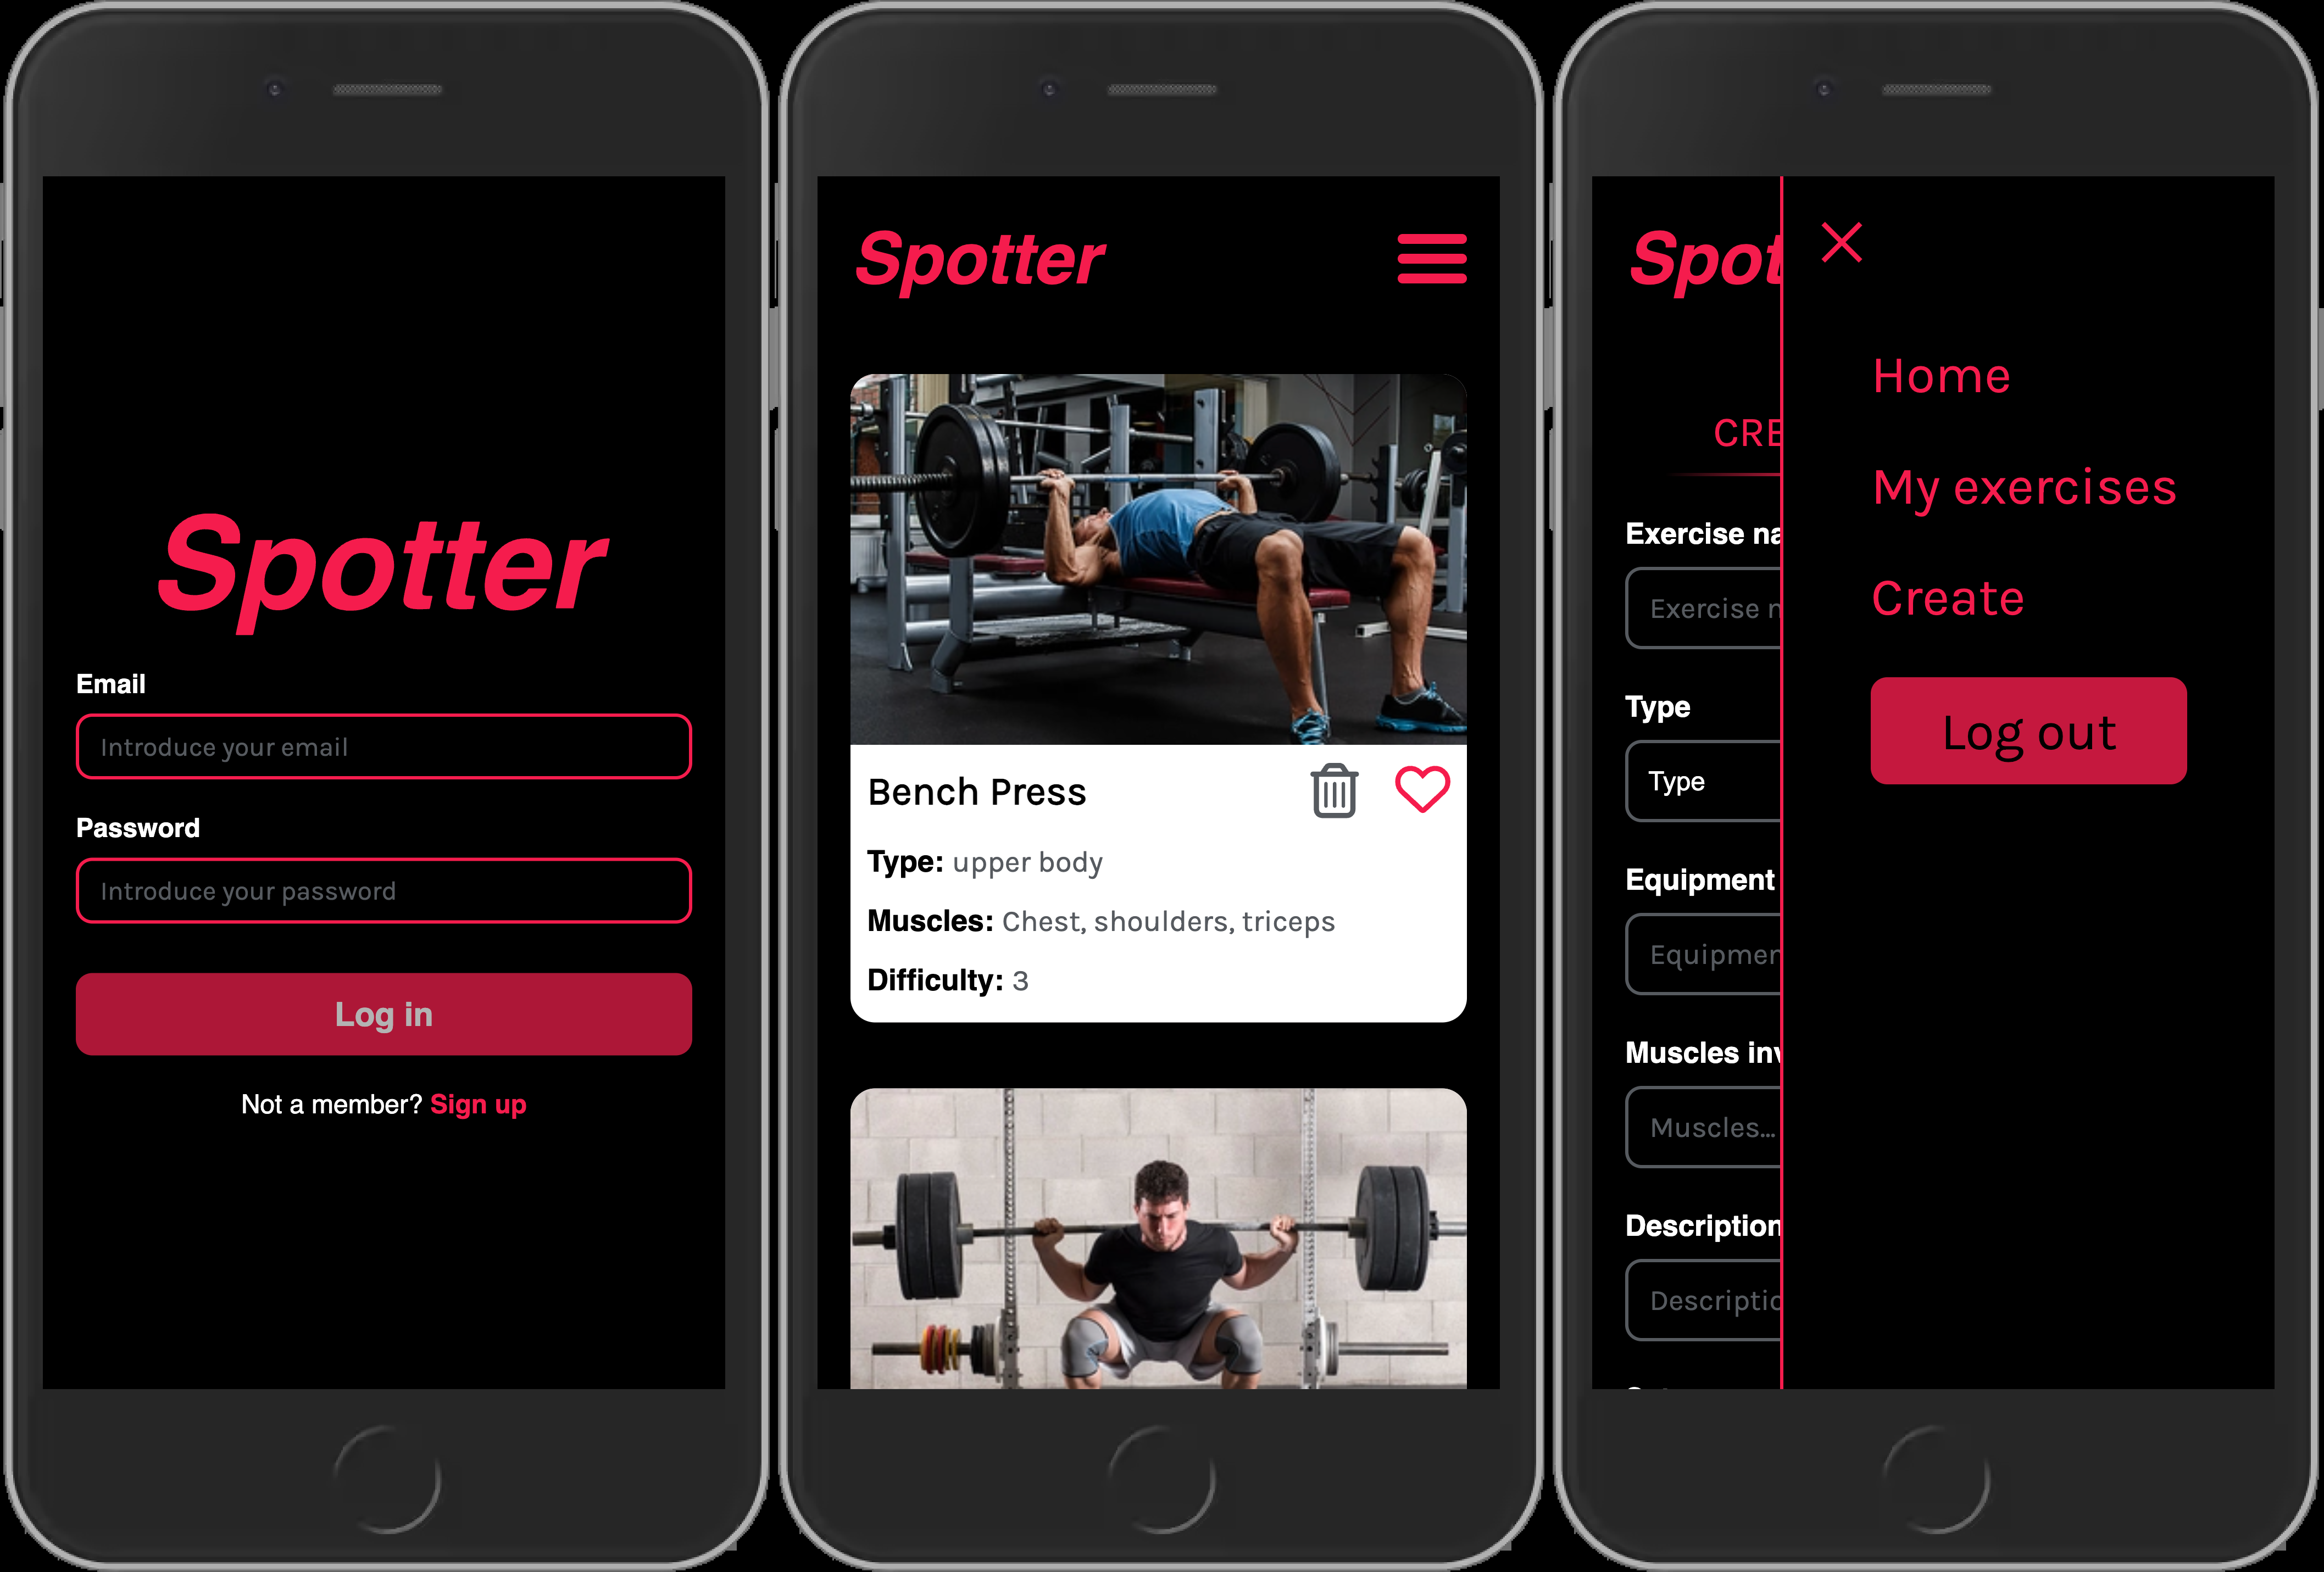 Spotter
Email
Introduce your email
Password
Introduce your password
Log in
Not a member? Sign up
Spotter
Bench Press
Type: upper body
Muscles: Chest, shoulders, triceps
Difficulty: 3
Spot
CRE
Exercise na
Exercise n
Type
Type
Equipment
Equipmen
Muscles inv
Muscles...
Description
Descriptio
Home
My exercises
Create
Log out